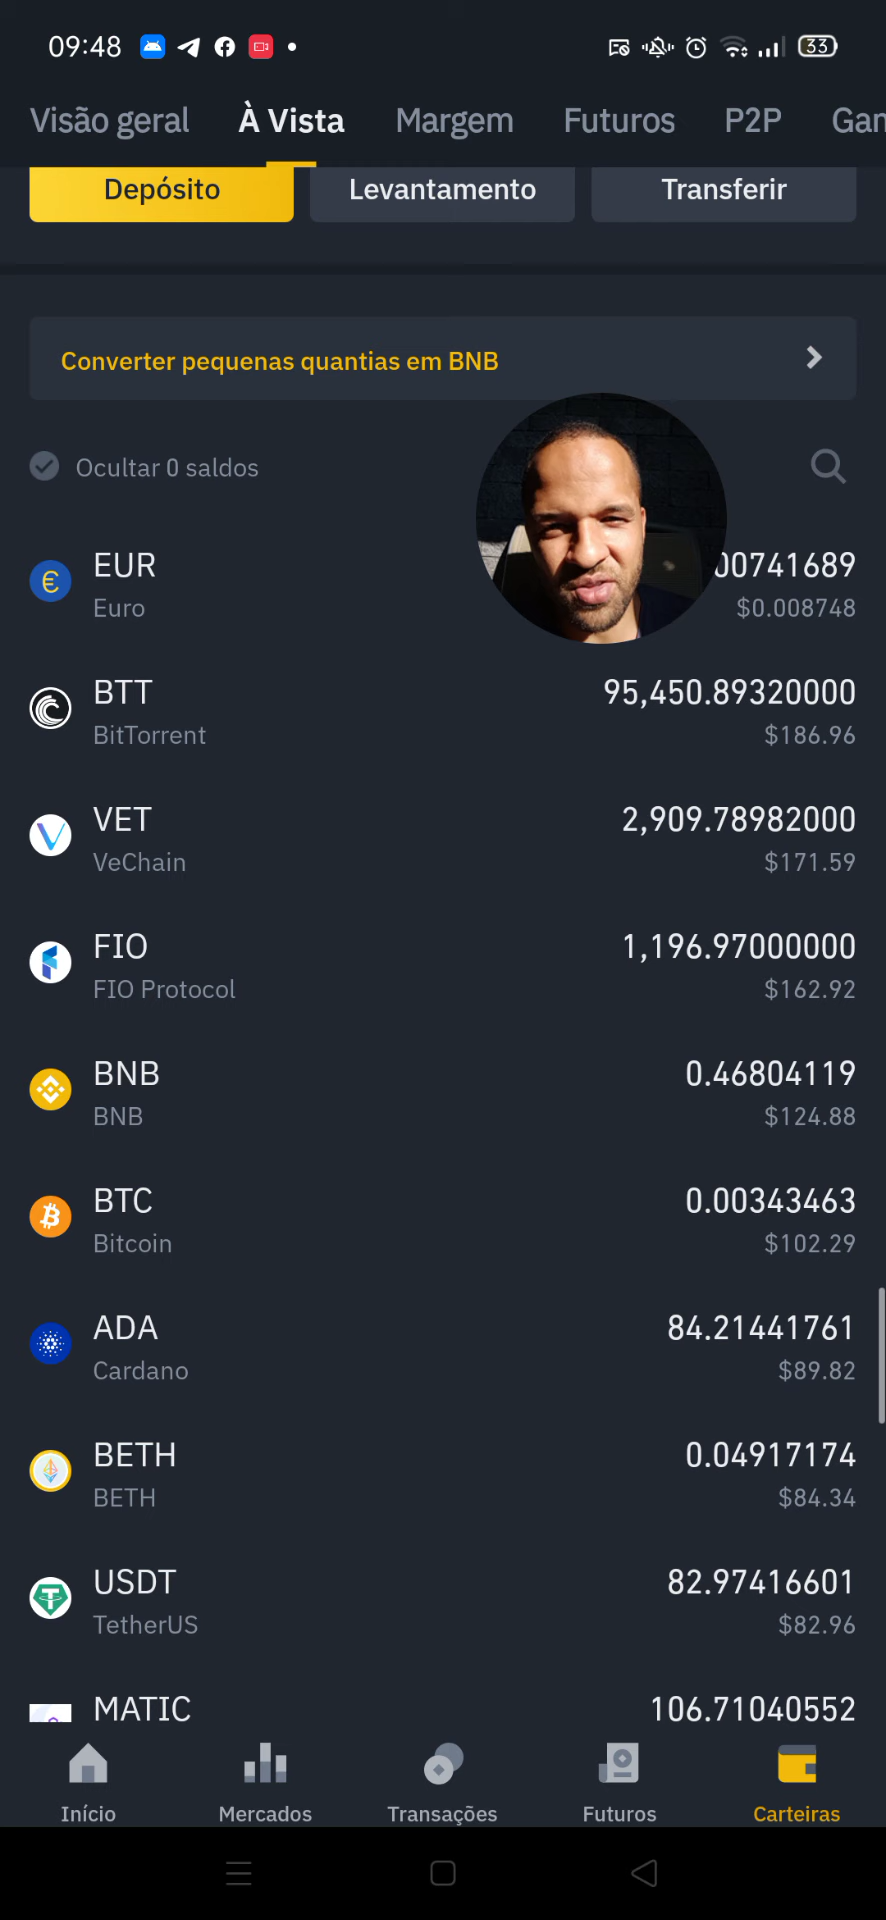 09:48
33
Visão geral À Vista Margem Futuros P2P Gan
Depósito Levantamento Transferir
Converter pequenas quantias em BNB
Ocultar 0 saldos
EUR 00741689
Euro $0.008748
BTT 95,450.89320000
BitTorrent $186.96
VET 2,909.78982000
VeChain $171.59
FIO 1,196.97000000
FIO Protocol $162.92
BNB 0.46804119
BNB $124.88
BTC 0.00343463
Bitcoin $102.29
ADA 84.21441761
Cardano $89.82
BETH 0.04917174
BETH $84.34
USDT 82.97416601
TetherUS $82.96
MATIC 106.71040552
Início Mercados Transações Futuros Carteiras